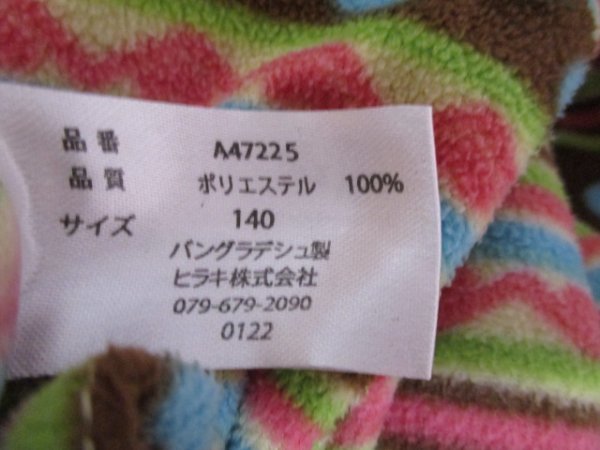 品番 A47225
品質 ポリエステル 100%
サイズ 140
バングラデシュ製
ヒラキ株式会社
079-679-2090
0122